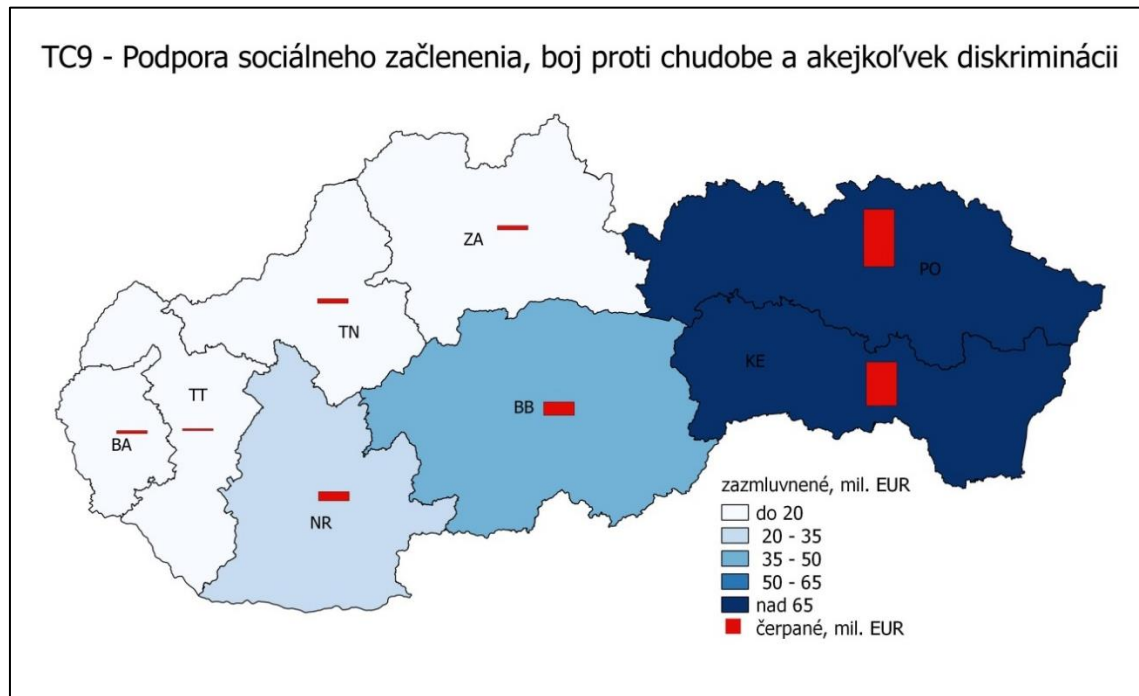 TC9 - Podpora sociálneho začlenenia, boj proti chudobe a akejkoľvek diskriminácii
ZA
PO
TN
KE
TT
BB
BA
NR
zazmluvnené, mil. EUR
do 20
20 - 35
35 - 50
50 - 65
nad 65
čerpané, mil. EUR